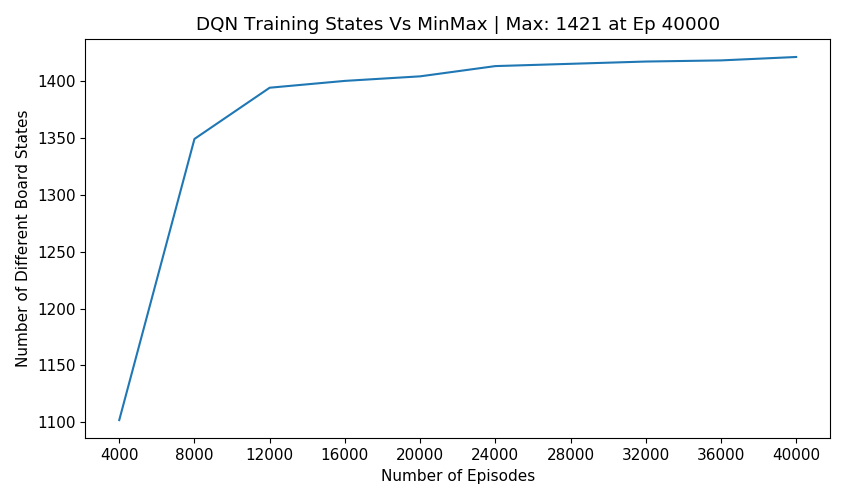 DQN Training States Vs MinMax | Max: 1421 at Ep 40000
Number of Different Board States
1400
1350
1300
1250
1200
1150
1100
4000 8000 12000 16000 20000 24000 28000 32000 36000 40000
Number of Episodes